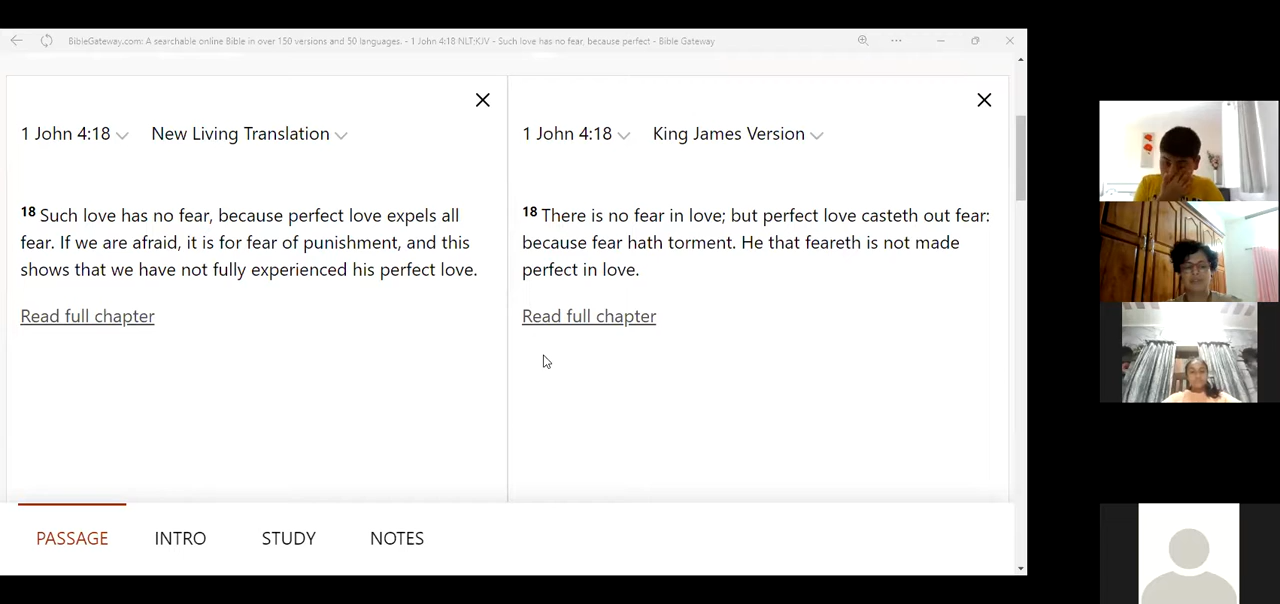 BibleGateway.com: A searchable online Bible in over 150 versions and 50 languages. - 1 John 4:18 NLT;KJV - Such love has no fear, because perfect - Bible Gateway
1 John 4:18 New Living Translation
18 Such love has no fear, because perfect love expels all
fear. If we are afraid, it is for fear of punishment, and this
shows that we have not fully experienced his perfect love.
Read full chapter
1 John 4:18 King James Version
18 There is no fear in love; but perfect love casteth out fear:
because fear hath torment. He that feareth is not made
perfect in love.
Read full chapter
PASSAGE INTRO STUDY NOTES